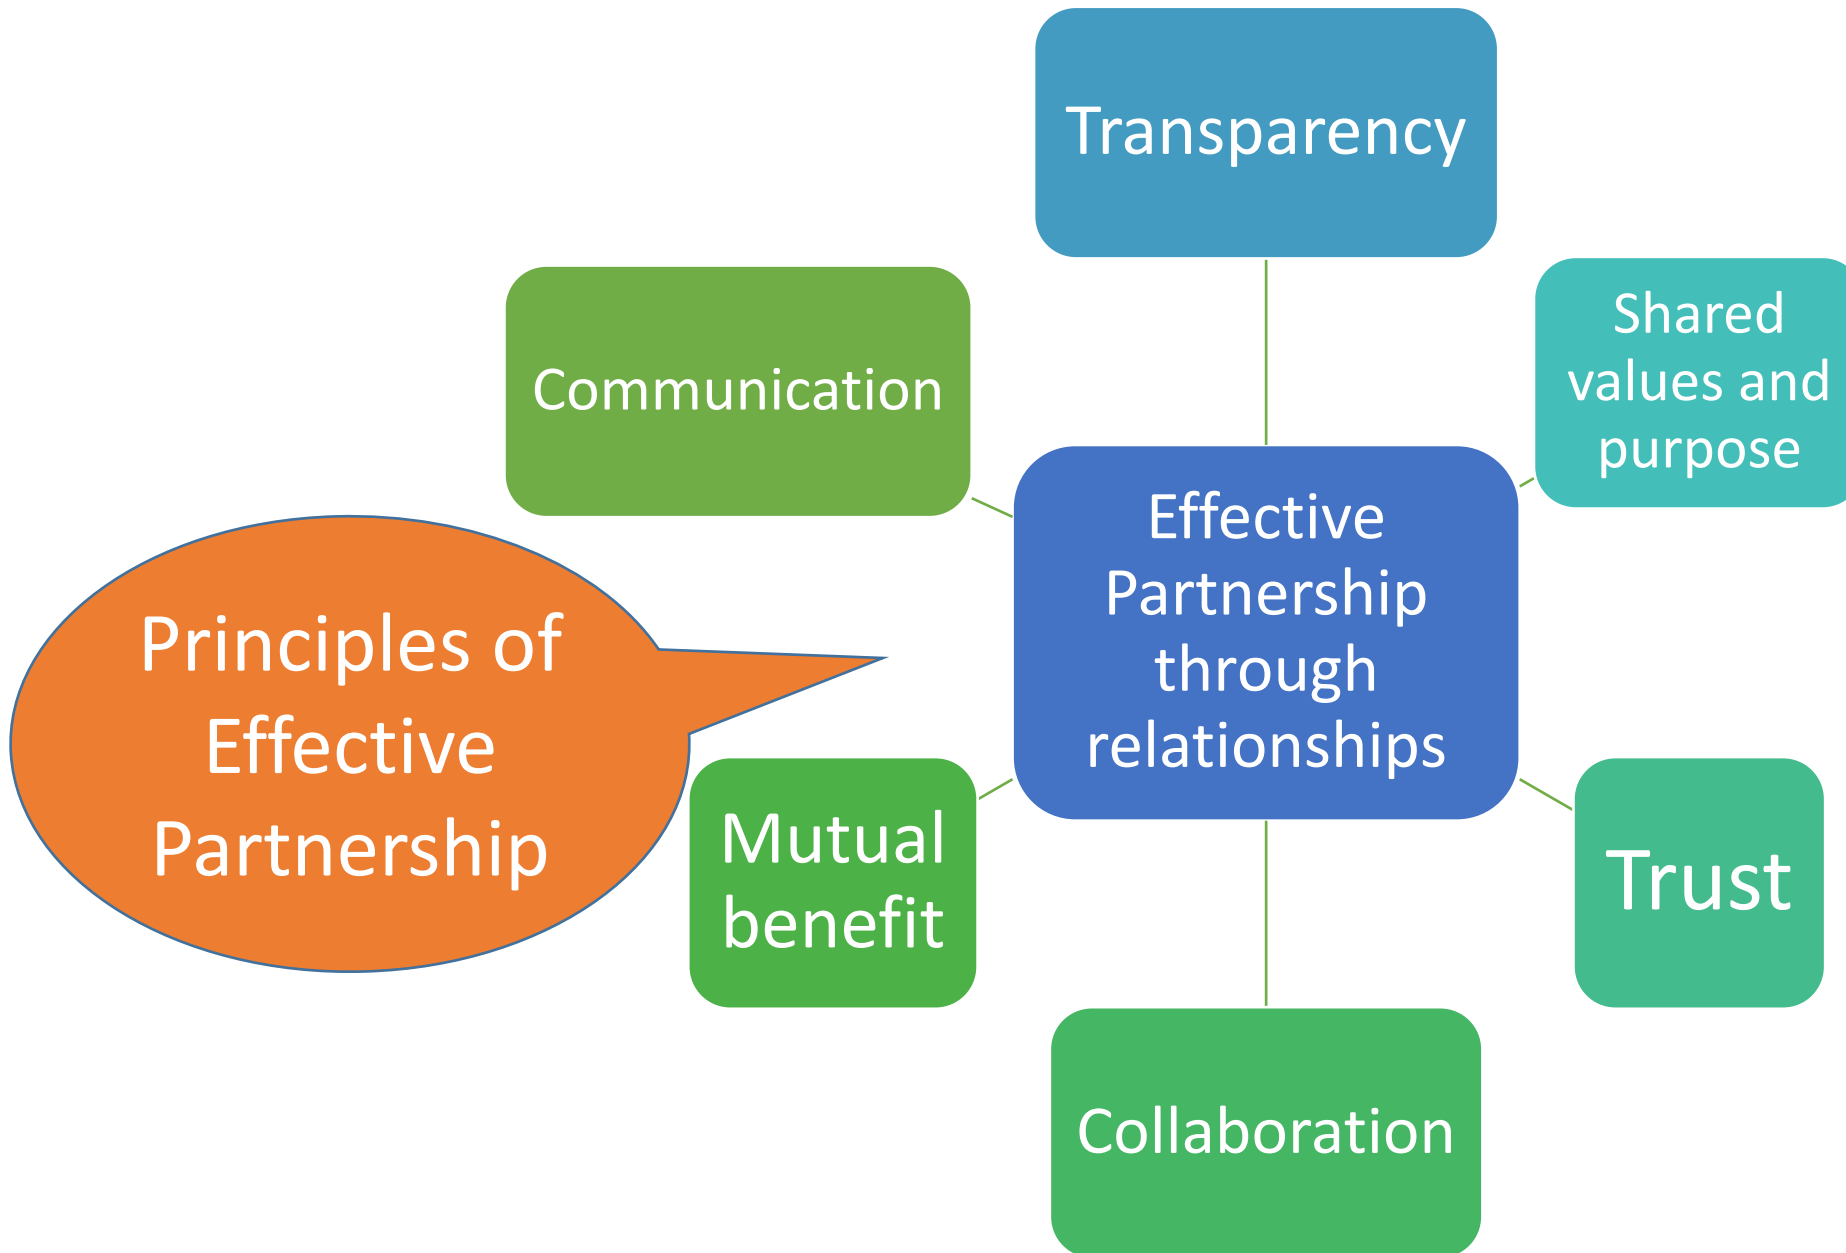 Transparency
Communication
Shared
values and
purpose
Effective
Partnership
through
relationships
Principles of
Effective
Partnership
Mutual
benefit
Trust
Collaboration